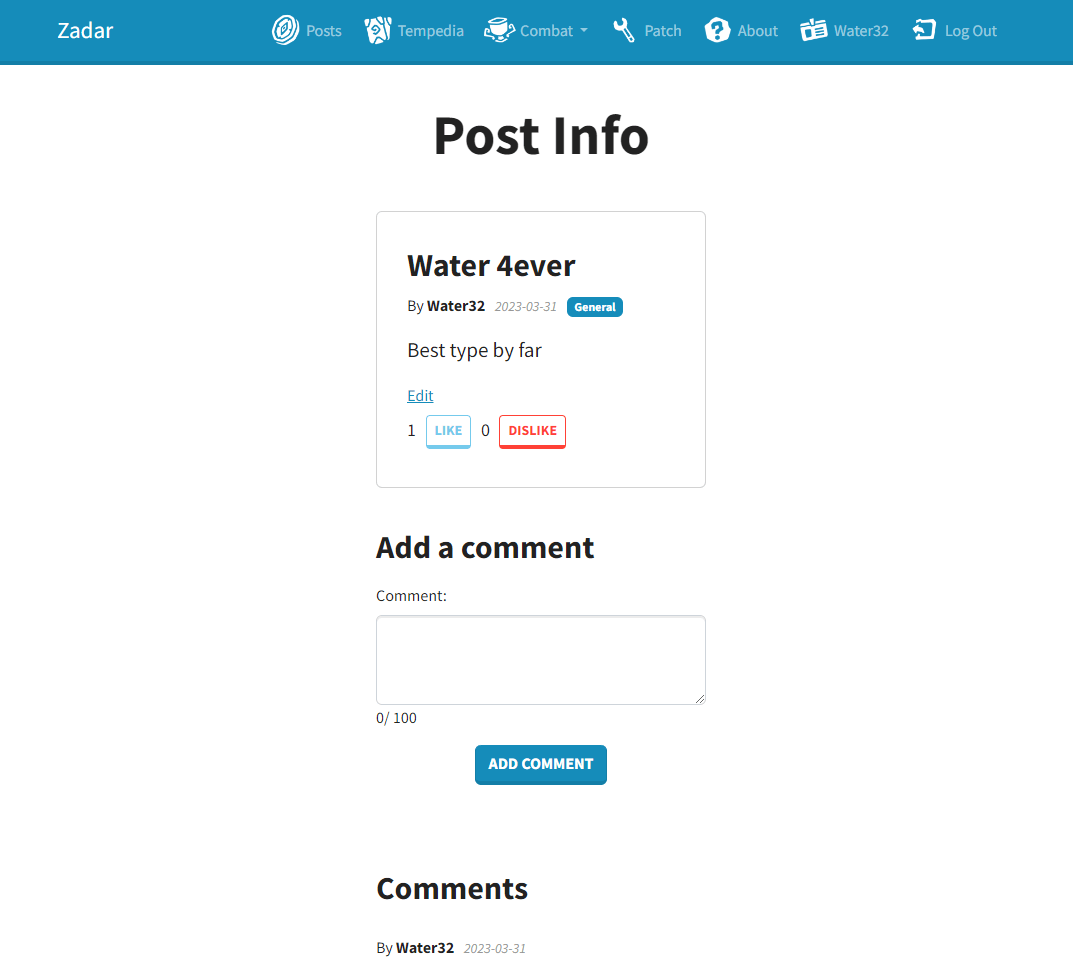 Zadar Posts Tempedia Combat Patch About Water32 Log Out
Post Info
Water 4ever
By Water32 2023-03-31 General
Best type by far
Edit
1 LIKE 0 DISLIKE
Add a comment
Comment:
0/ 100
ADD COMMENT
Comments
By Water32 2023-03-31